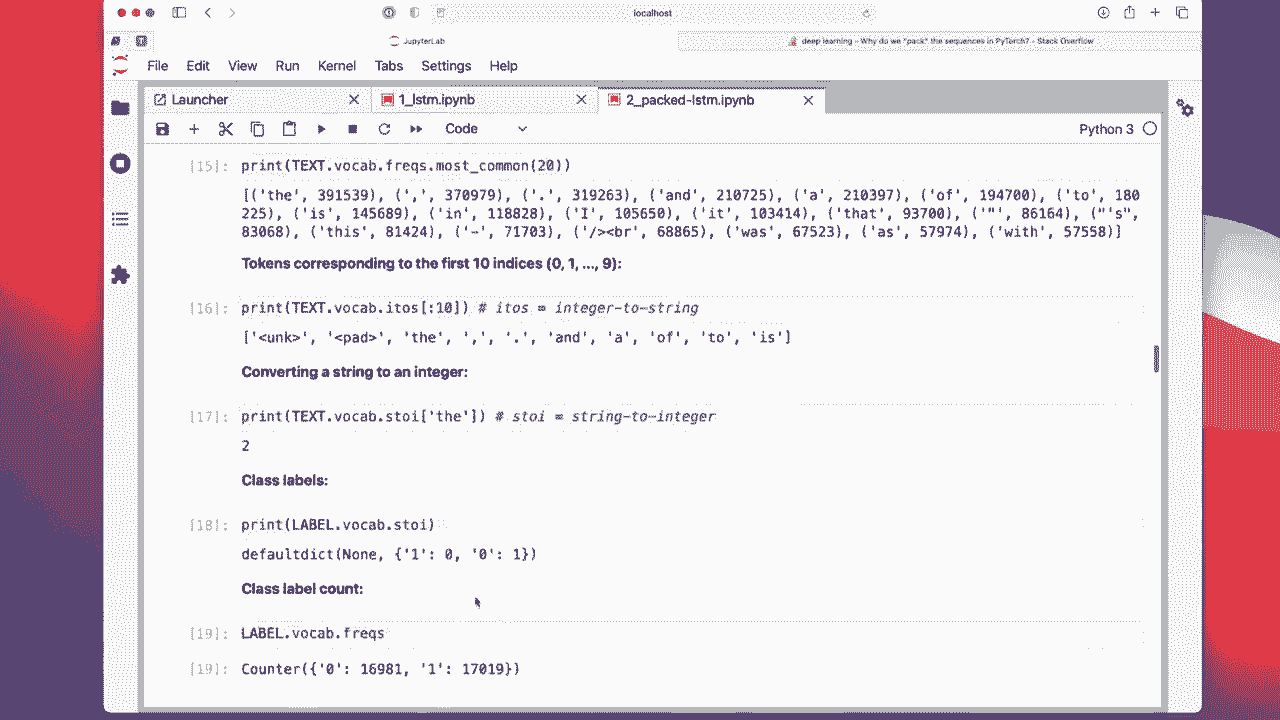 localhost
JupyterLab
deep learning - Why do we "pack" the sequences in PyTorch? - Stack Overflow
File Edit View Run Kernel Tabs Settings Help
Launcher 1_lstm.ipynb 2_packed-lstm.ipynb
Code Python 3
[15]: print(TEXT.vocab.freqs.most_common(20))
[('the', 391539), (',', 370979), ('.', 319263), ('and', 210725), ('a', 210397), ('of', 194700), ('to', 180
225), ('is', 145689), ('in', 118828), ('I', 105650), ('it', 103414), ('that', 93700), ('"', 86164), ("'s",
83068), ('this', 81424), ('-', 71703), ('/><br', 68865), ('was', 67523), ('as', 57974), ('with', 57558)]
Tokens corresponding to the first 10 indices (0, 1, ..., 9):
[16]: print(TEXT.vocab.itos[:10]) # itos = integer-to-string
['<unk>', '<pad>', 'the', ',', '.', 'and', 'a', 'of', 'to', 'is']
Converting a string to an integer:
[17]: print(TEXT.vocab.stoi['the']) # stoi = string-to-integer
2
Class labels:
[18]: print(LABEL.vocab.stoi)
defaultdict(None, {'1': 0, '0': 1})
Class label count:
[19]: LABEL.vocab.freqs
[19]: Counter({'0': 16981, '1': 17019})